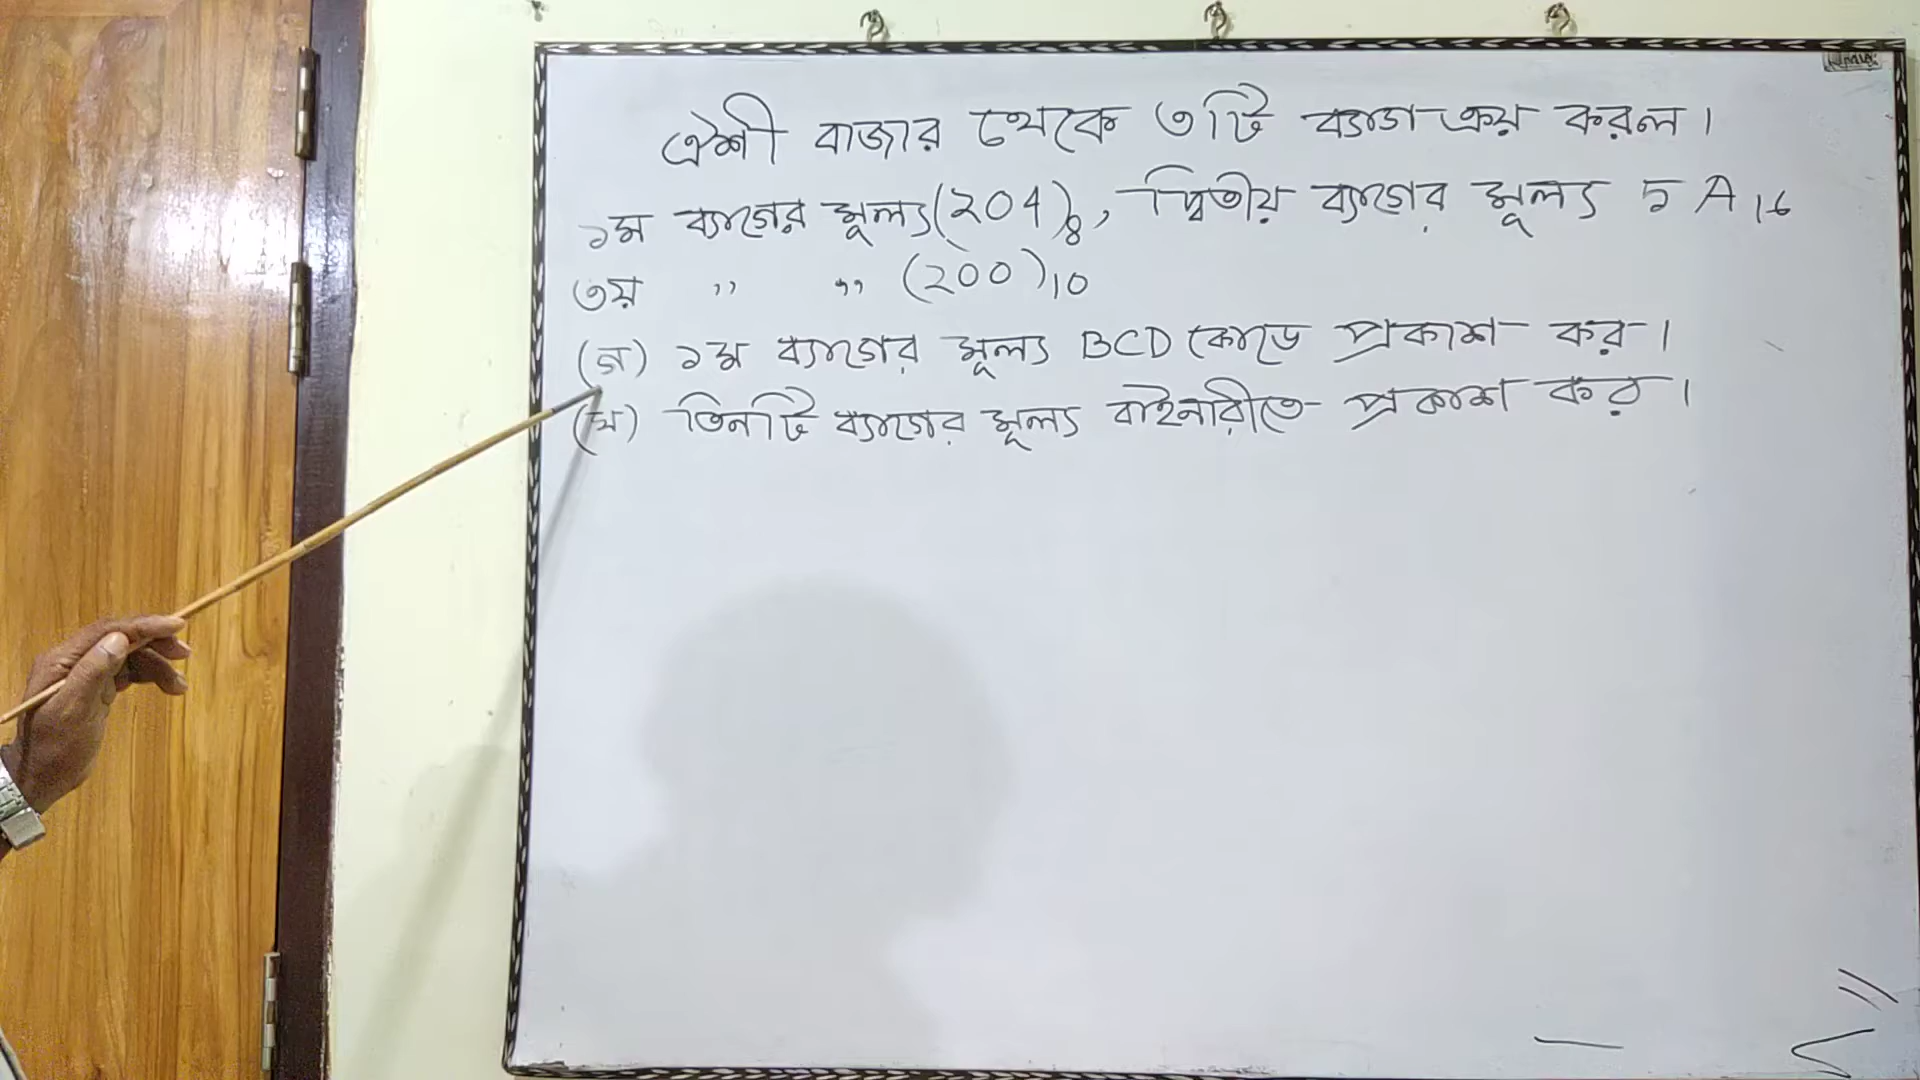 ঐশী বাজার থেকে ৩টি ব্যাগ ক্রয় করল।
১ম ব্যাগের মূল্য (204)8, দ্বিতীয় ব্যাগের মূল্য 5A16
৩য় " " (200)10
(গ) ১ম ব্যাগের মূল্য BCD কোডে প্রকাশ কর।
(ঘ) তিনটি ব্যাগের মূল্য বাইনারীতে প্রকাশ কর।